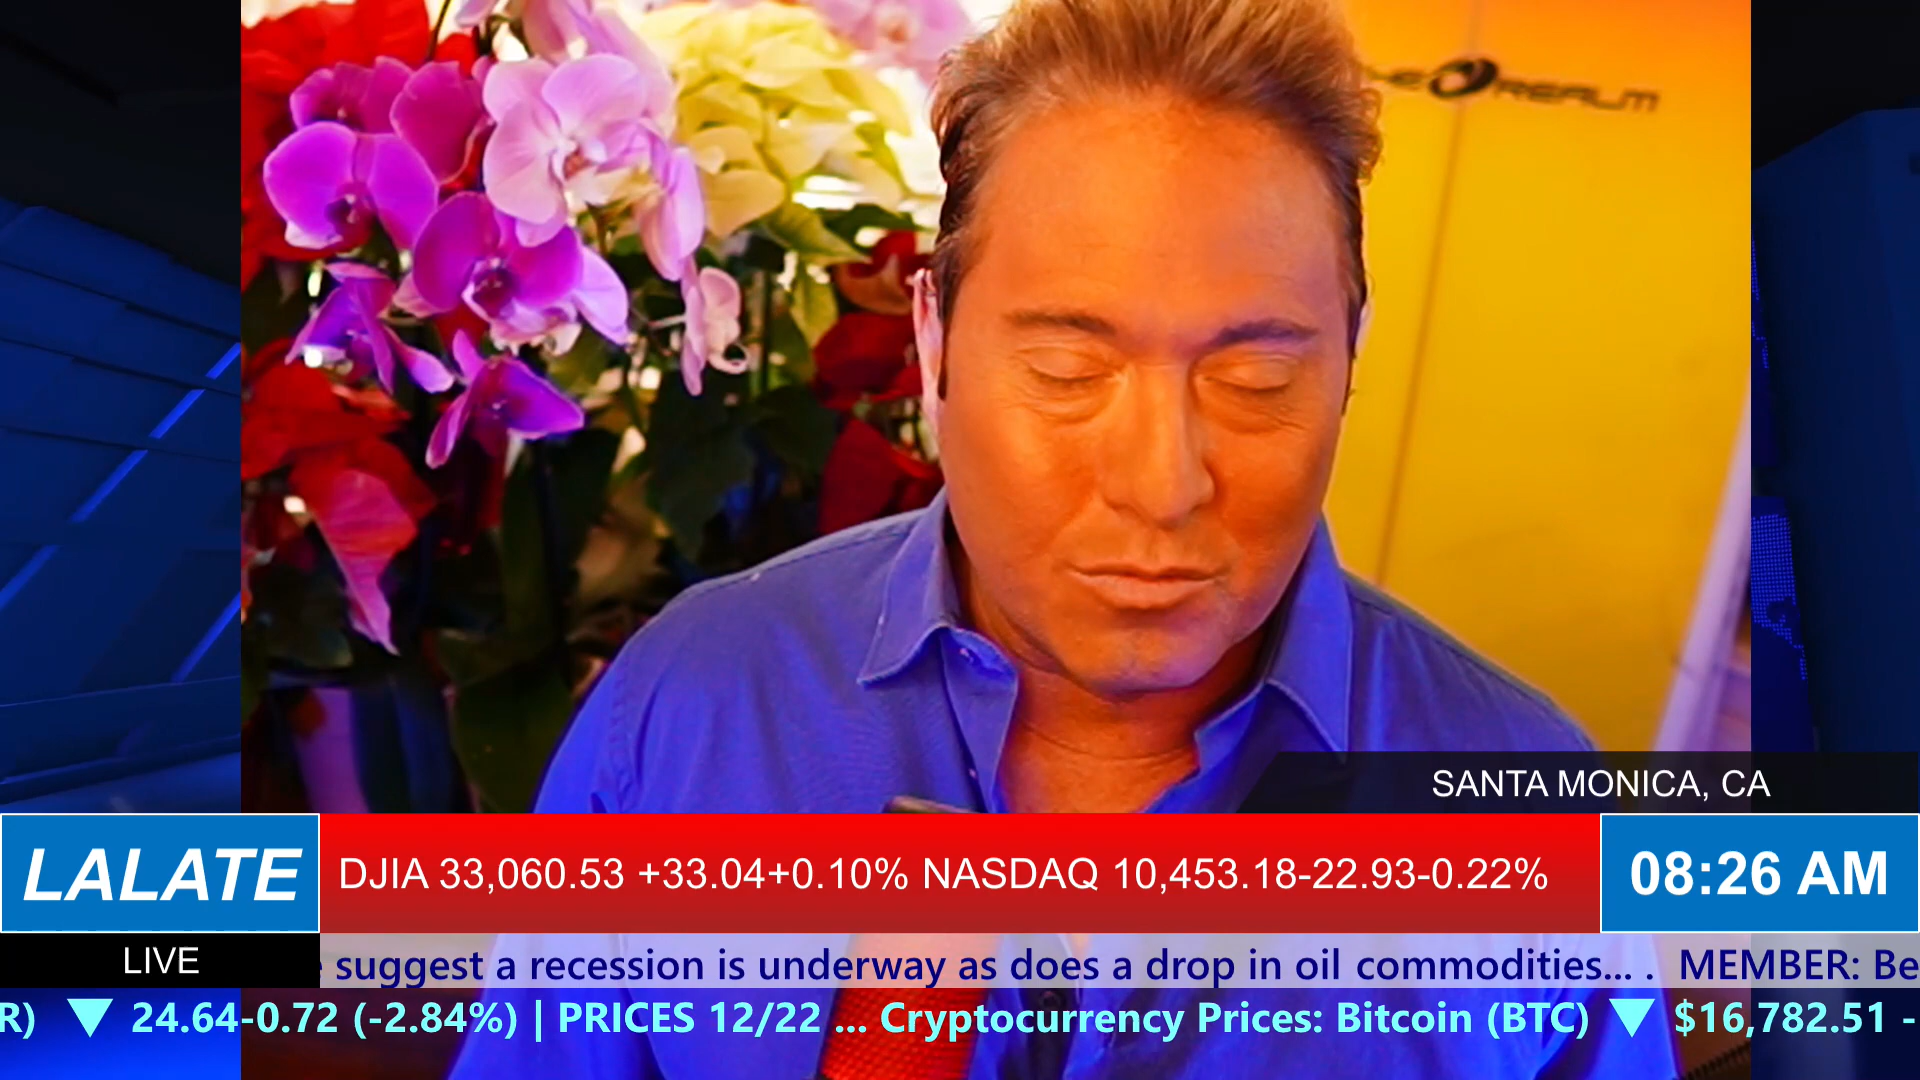 REALM
SANTA MONICA, CA
LALATE
DJIA 33,060.53 +33.04+0.10% NASDAQ 10,453.18-22.93-0.22%
08:26 AM
LIVE
suggest a recession is underway as does a drop in oil commodities... . MEMBER: Be
R) ▼ 24.64-0.72 (-2.84%) | PRICES 12/22 ... Cryptocurrency Prices: Bitcoin (BTC) ▼ $16,782.51 -